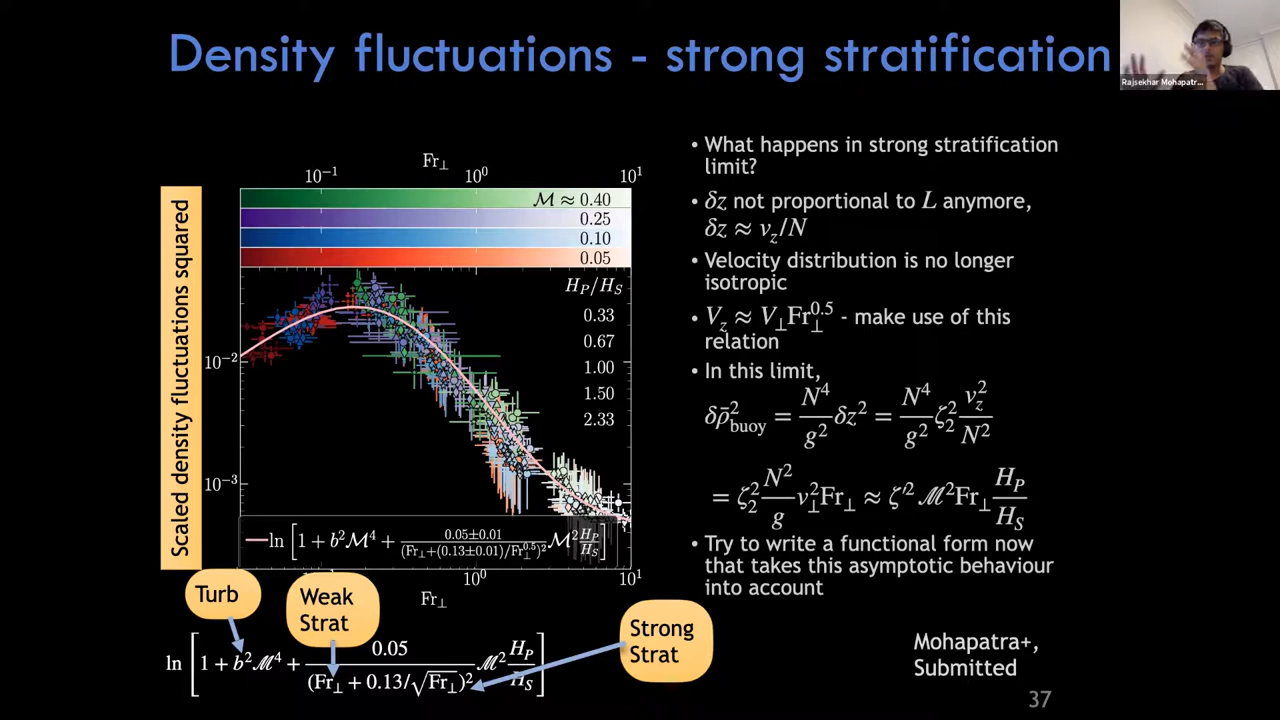 Density fluctuations - strong stratification
Rajsekhar Mohapatr...
Fr⊥
10⁻¹ 10⁰ 10¹
ℳ ≈ 0.40
0.25
0.10
0.05
H_P/H_S
0.33
0.67
1.00
1.50
2.33
10⁻²
10⁻³
Scaled density fluctuations squared
ln [1 + b²ℳ⁴ + 0.05±0.01/(Fr⊥+(0.13±0.01)/Fr⊥^0.5)² ℳ² H_P/H_S]
10⁰ 10¹
Fr⊥
Turb
Weak
Strat
Strong
Strat
ln [1 + b²ℳ⁴ + 0.05/(Fr⊥ + 0.13/√Fr⊥)² ℳ² H_P/H_S]
• What happens in strong stratification
limit?
• δz not proportional to L anymore,
δz ≈ v_z/N
• Velocity distribution is no longer
isotropic
• V_z ≈ V⊥Fr⊥^0.5 - make use of this
relation
• In this limit,
δρ̄²_buoy = N⁴/g² δz² = N⁴/g² ζ₂² v_z²/N²
= ζ₂² N²/g v⊥²Fr⊥ ≈ ζ′² ℳ²Fr⊥ H_P/H_S
• Try to write a functional form now
that takes this asymptotic behaviour
into account
Mohapatra+,
Submitted
37